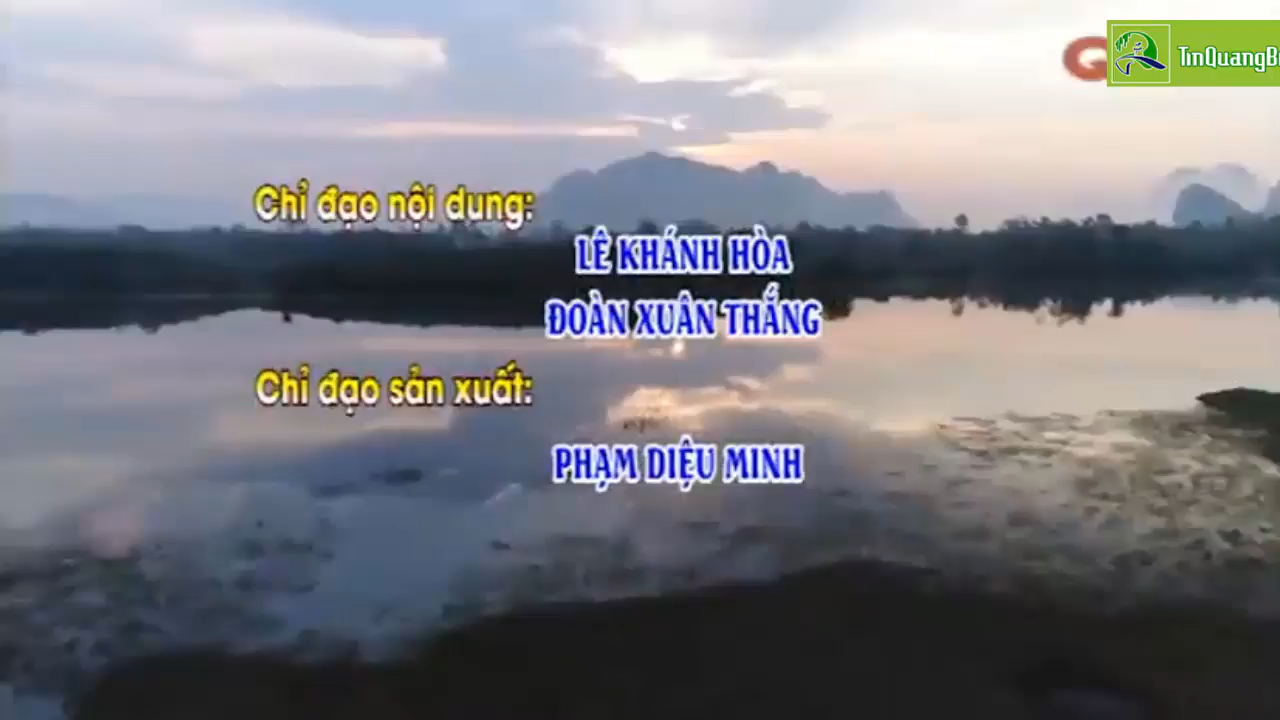 TinQuangB
Chỉ đạo nội dung:
LÊ KHÁNH HÒA
ĐOÀN XUÂN THẮNG
Chỉ đạo sản xuất:
PHẠM DIỆU MINH